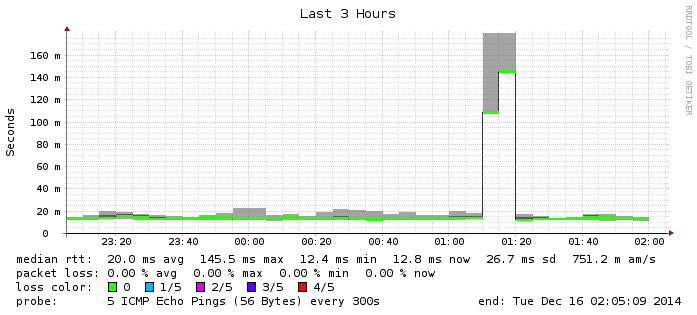 Last 3 Hours
RRDTOOL / TOBI OETIKER
Seconds
160 m
140 m
120 m
100 m
80 m
60 m
40 m
20 m
0
23:20 23:40 00:00 00:20 00:40 01:00 01:20 01:40 02:00
median rtt: 20.0 ms avg 145.5 ms max 12.4 ms min 12.8 ms now 26.7 ms sd 751.2 m am/s
packet loss: 0.00 % avg 0.00 % max 0.00 % min 0.00 % now
loss color: 0 1/5 2/5 3/5 4/5
probe: 5 ICMP Echo Pings (56 Bytes) every 300s end: Tue Dec 16 02:05:09 2014